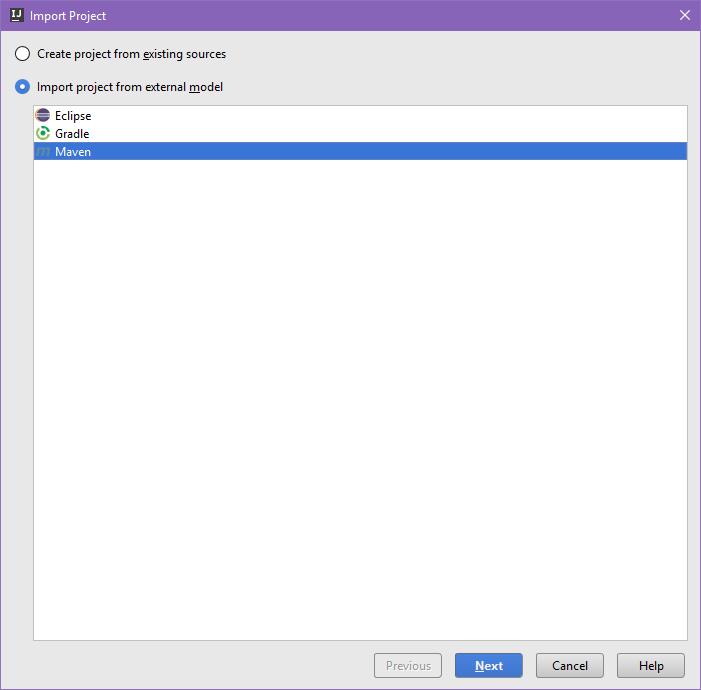 IJ Import Project
Create project from existing sources
Import project from external model
Eclipse
Gradle
m Maven
Previous Next Cancel Help